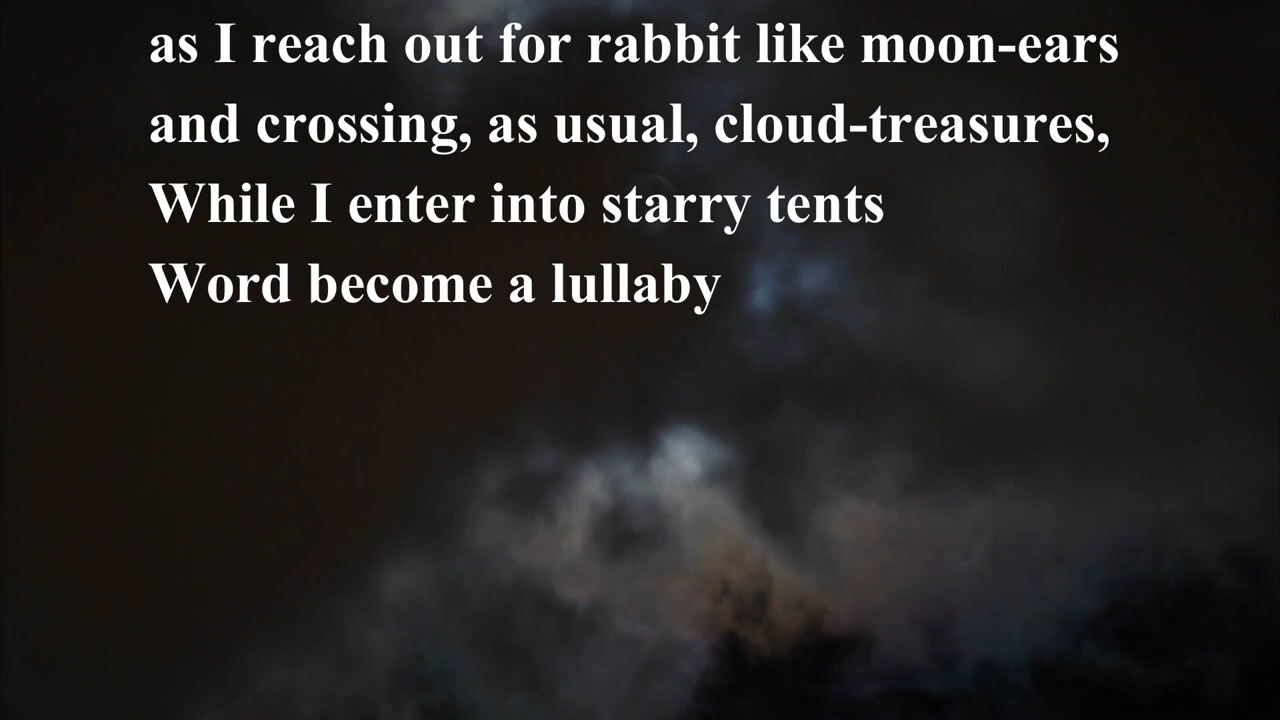 as I reach out for rabbit like moon-ears
and crossing, as usual, cloud-treasures,
While I enter into starry tents
Word become a lullaby